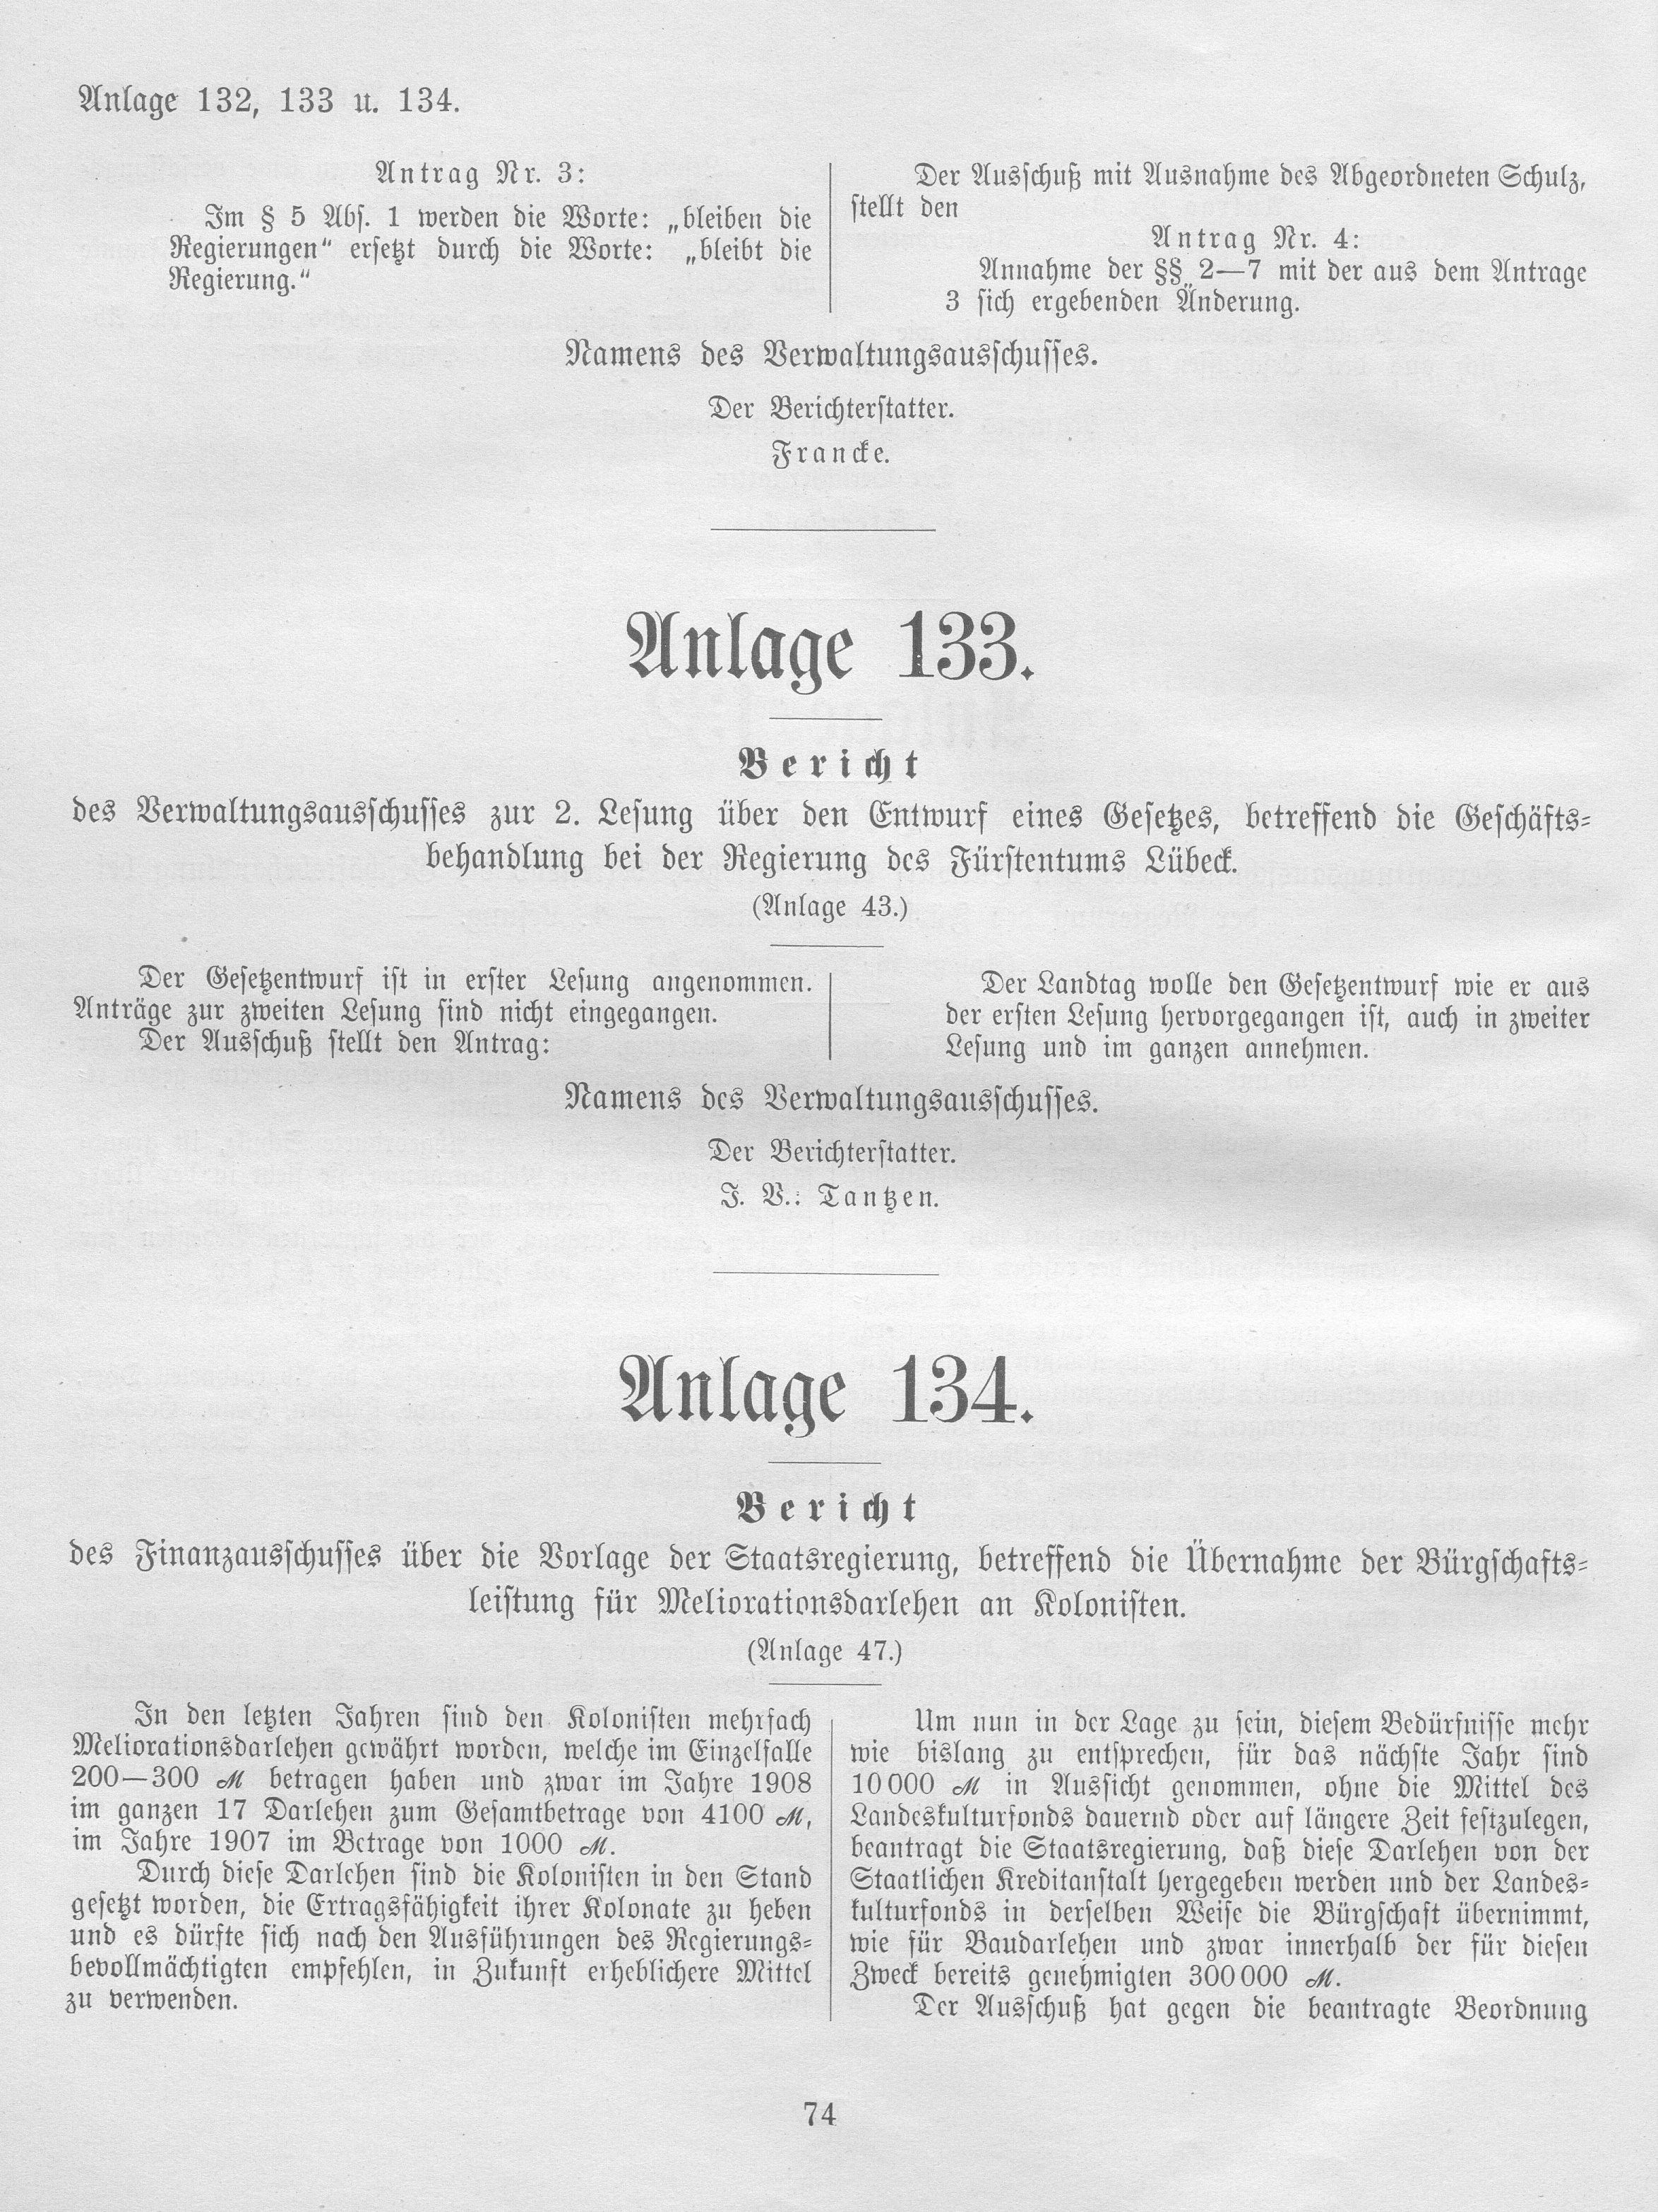 Anlage 132, 133 u. 134.
Antrag Nr. 3:
Im § 5 Abs. 1 werden die Worte: „bleiben die
Regierungen“ ersetzt durch die Worte: „bleibt die
Regierung.“
Der Ausschuß mit Ausnahme des Abgeordneten Schulz,
stellt den
Antrag Nr. 4:
Annahme der §§ 2—7 mit der aus dem Antrage
3 sich ergebenden Änderung.
Namens des Verwaltungsausschusses.
Der Berichterstatter.
Francke.
Anlage 133.
Bericht
des Verwaltungsausschusses zur 2. Lesung über den Entwurf eines Gesetzes, betreffend die Geschäfts-
behandlung bei der Regierung des Fürstentums Lübeck.
(Anlage 43.)
Der Gesetzentwurf ist in erster Lesung angenommen.
Anträge zur zweiten Lesung sind nicht eingegangen.
Der Ausschuß stellt den Antrag:
Der Landtag wolle den Gesetzentwurf wie er aus
der ersten Lesung hervorgegangen ist, auch in zweiter
Lesung und im ganzen annehmen.
Namens des Verwaltungsausschusses.
Der Berichterstatter.
J. V.: Tantzen.
Anlage 134.
Bericht
des Finanzausschusses über die Vorlage der Staatsregierung, betreffend die Übernahme der Bürgschafts-
leistung für Meliorationsdarlehen an Kolonisten.
(Anlage 47.)
In den letzten Jahren sind den Kolonisten mehrfach
Meliorationsdarlehen gewährt worden, welche im Einzelfalle
200—300 ℳ betragen haben und zwar im Jahre 1908
im ganzen 17 Darlehen zum Gesamtbetrage von 4100 ℳ,
im Jahre 1907 im Betrage von 1000 ℳ.
Durch diese Darlehen sind die Kolonisten in den Stand
gesetzt worden, die Ertragsfähigkeit ihrer Kolonate zu heben
und es dürfte sich nach den Ausführungen des Regierungs-
bevollmächtigten empfehlen, in Zukunft erheblichere Mittel
zu verwenden.
Um nun in der Lage zu sein, diesem Bedürfnisse mehr
wie bislang zu entsprechen, für das nächste Jahr sind
10 000 ℳ in Aussicht genommen, ohne die Mittel des
Landeskulturfonds dauernd oder auf längere Zeit festzulegen,
beantragt die Staatsregierung, daß diese Darlehen von der
Staatlichen Kreditanstalt hergegeben werden und der Landes-
kulturfonds in derselben Weise die Bürgschaft übernimmt,
wie für Baudarlehen und zwar innerhalb der für diesen
Zweck bereits genehmigten 300 000 ℳ.
Der Ausschuß hat gegen die beantragte Beordnung
74